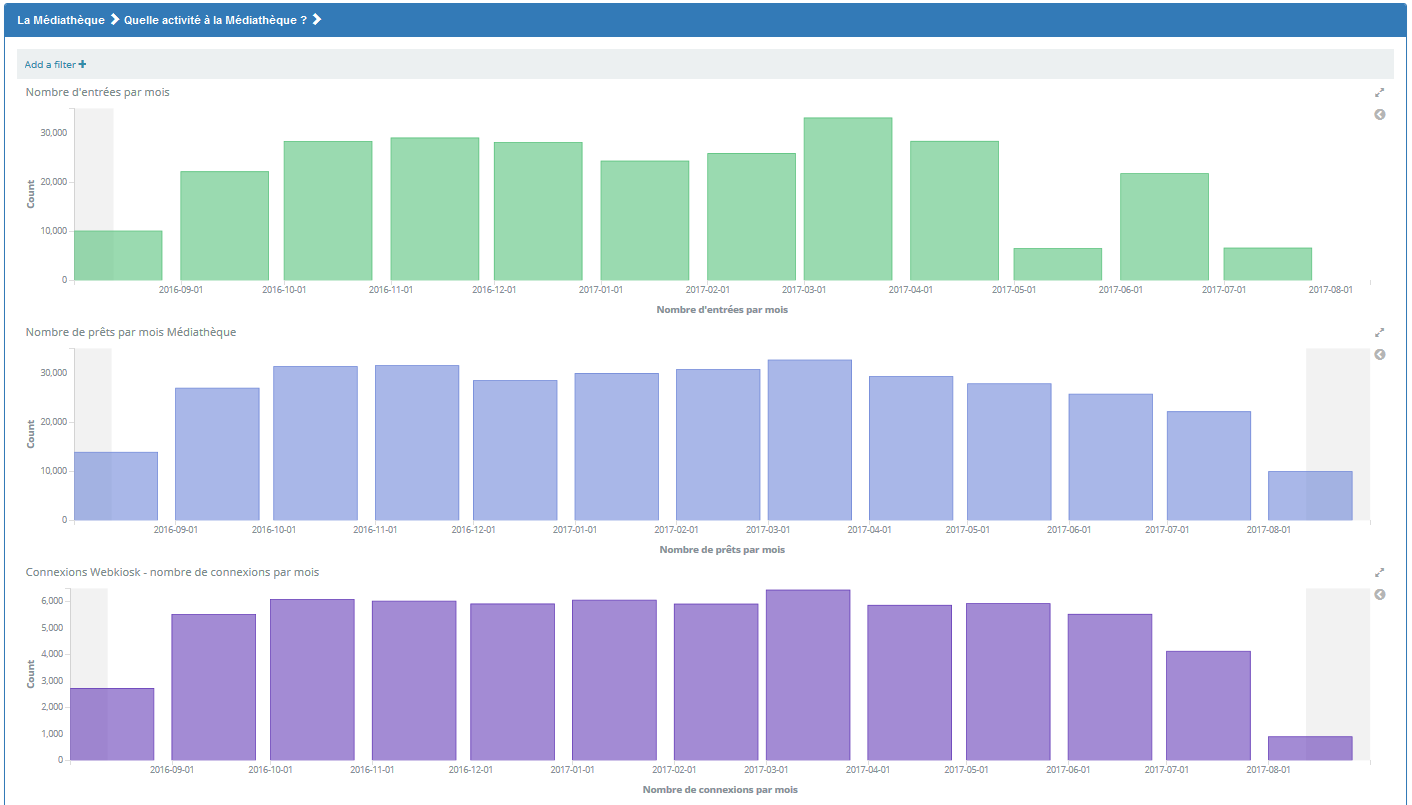 La Médiathèque Quelle activité à la Médiathèque ?
Add a filter +
Nombre d'entrées par mois
30,000
20,000
10,000
0
Count
2016-09-01 2016-10-01 2016-11-01 2016-12-01 2017-01-01 2017-02-01 2017-03-01 2017-04-01 2017-05-01 2017-06-01 2017-07-01 2017-08-01
Nombre d'entrées par mois
Nombre de prêts par mois Médiathèque
30,000
20,000
10,000
0
Count
2016-09-01 2016-10-01 2016-11-01 2016-12-01 2017-01-01 2017-02-01 2017-03-01 2017-04-01 2017-05-01 2017-06-01 2017-07-01 2017-08-01
Nombre de prêts par mois
Connexions Webkiosk - nombre de connexions par mois
6,000
5,000
4,000
3,000
2,000
1,000
0
Count
2016-09-01 2016-10-01 2016-11-01 2016-12-01 2017-01-01 2017-02-01 2017-03-01 2017-04-01 2017-05-01 2017-06-01 2017-07-01 2017-08-01
Nombre de connexions par mois